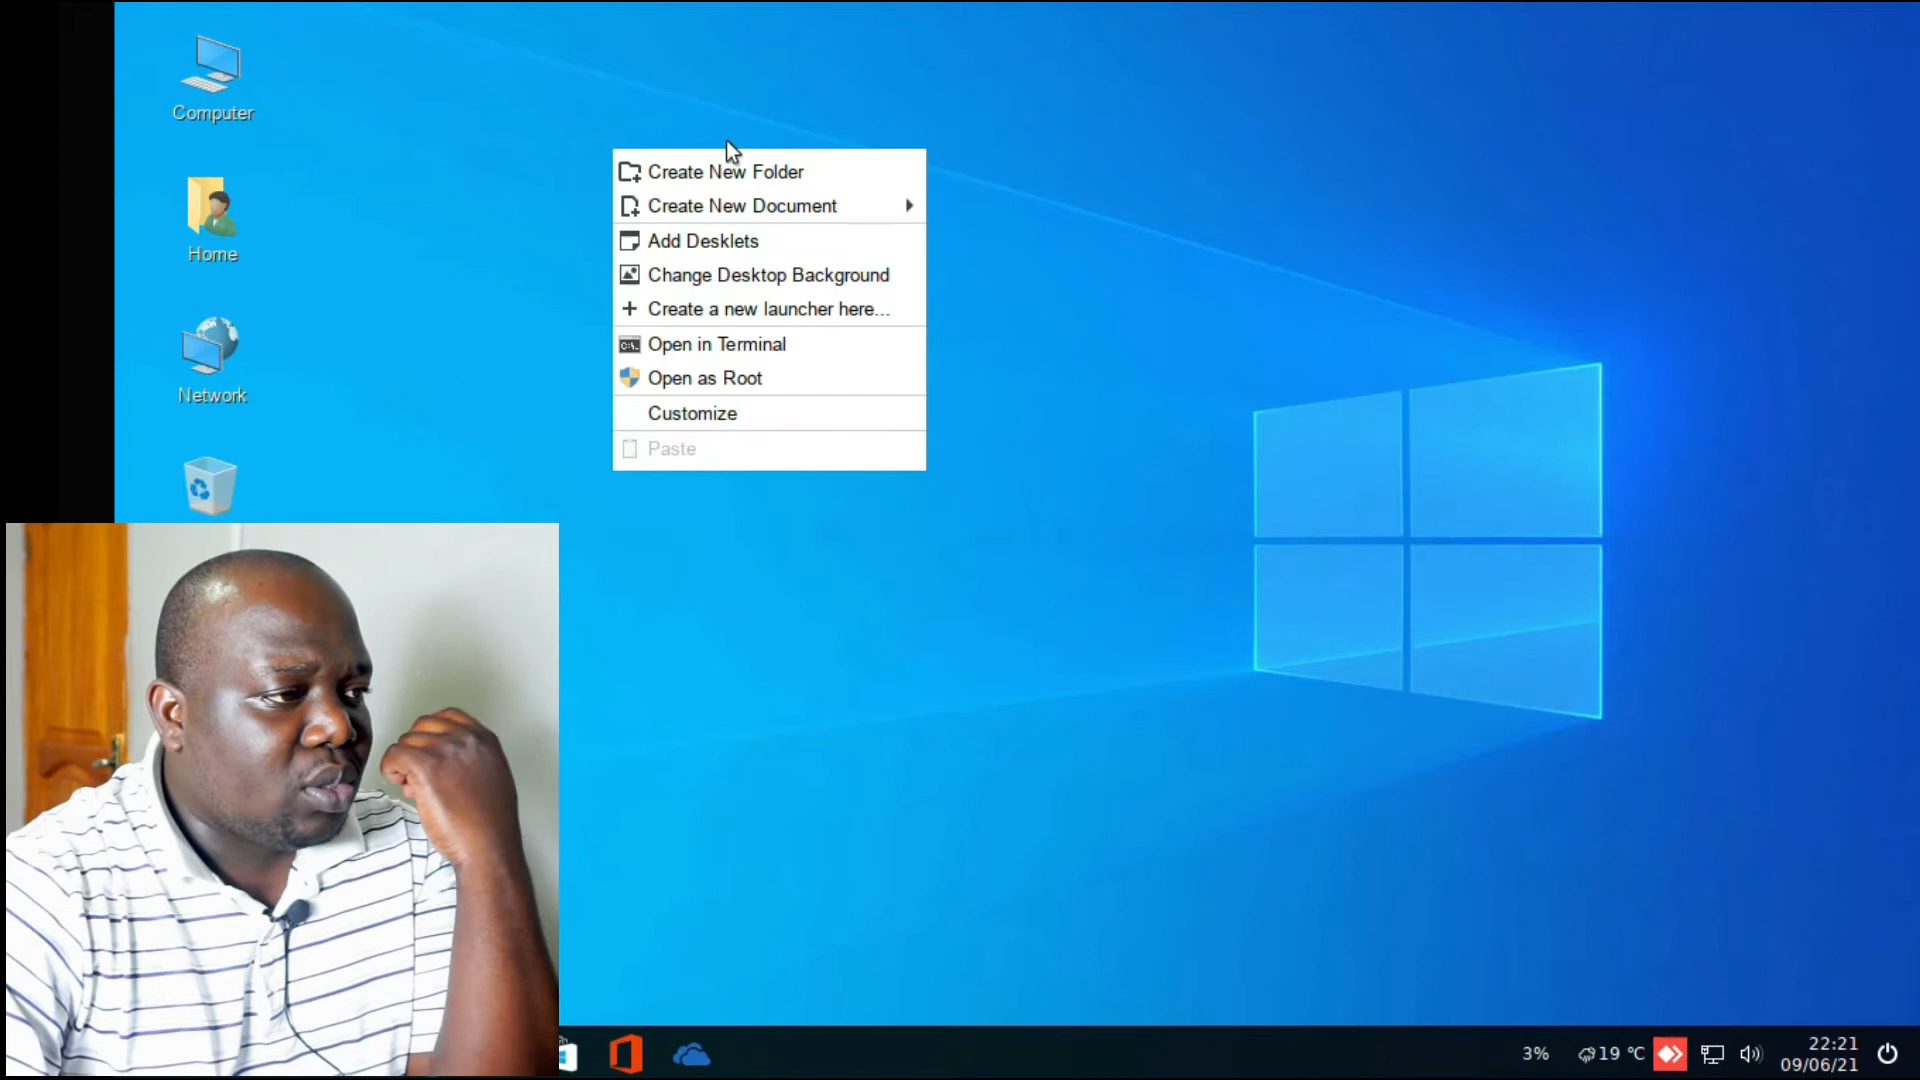 Computer
Home
Network
Create New Folder
Create New Document
Add Desklets
Change Desktop Background
Create a new launcher here...
Open in Terminal
Open as Root
Customize
Paste
3%
19 °C
22:21
09/06/21